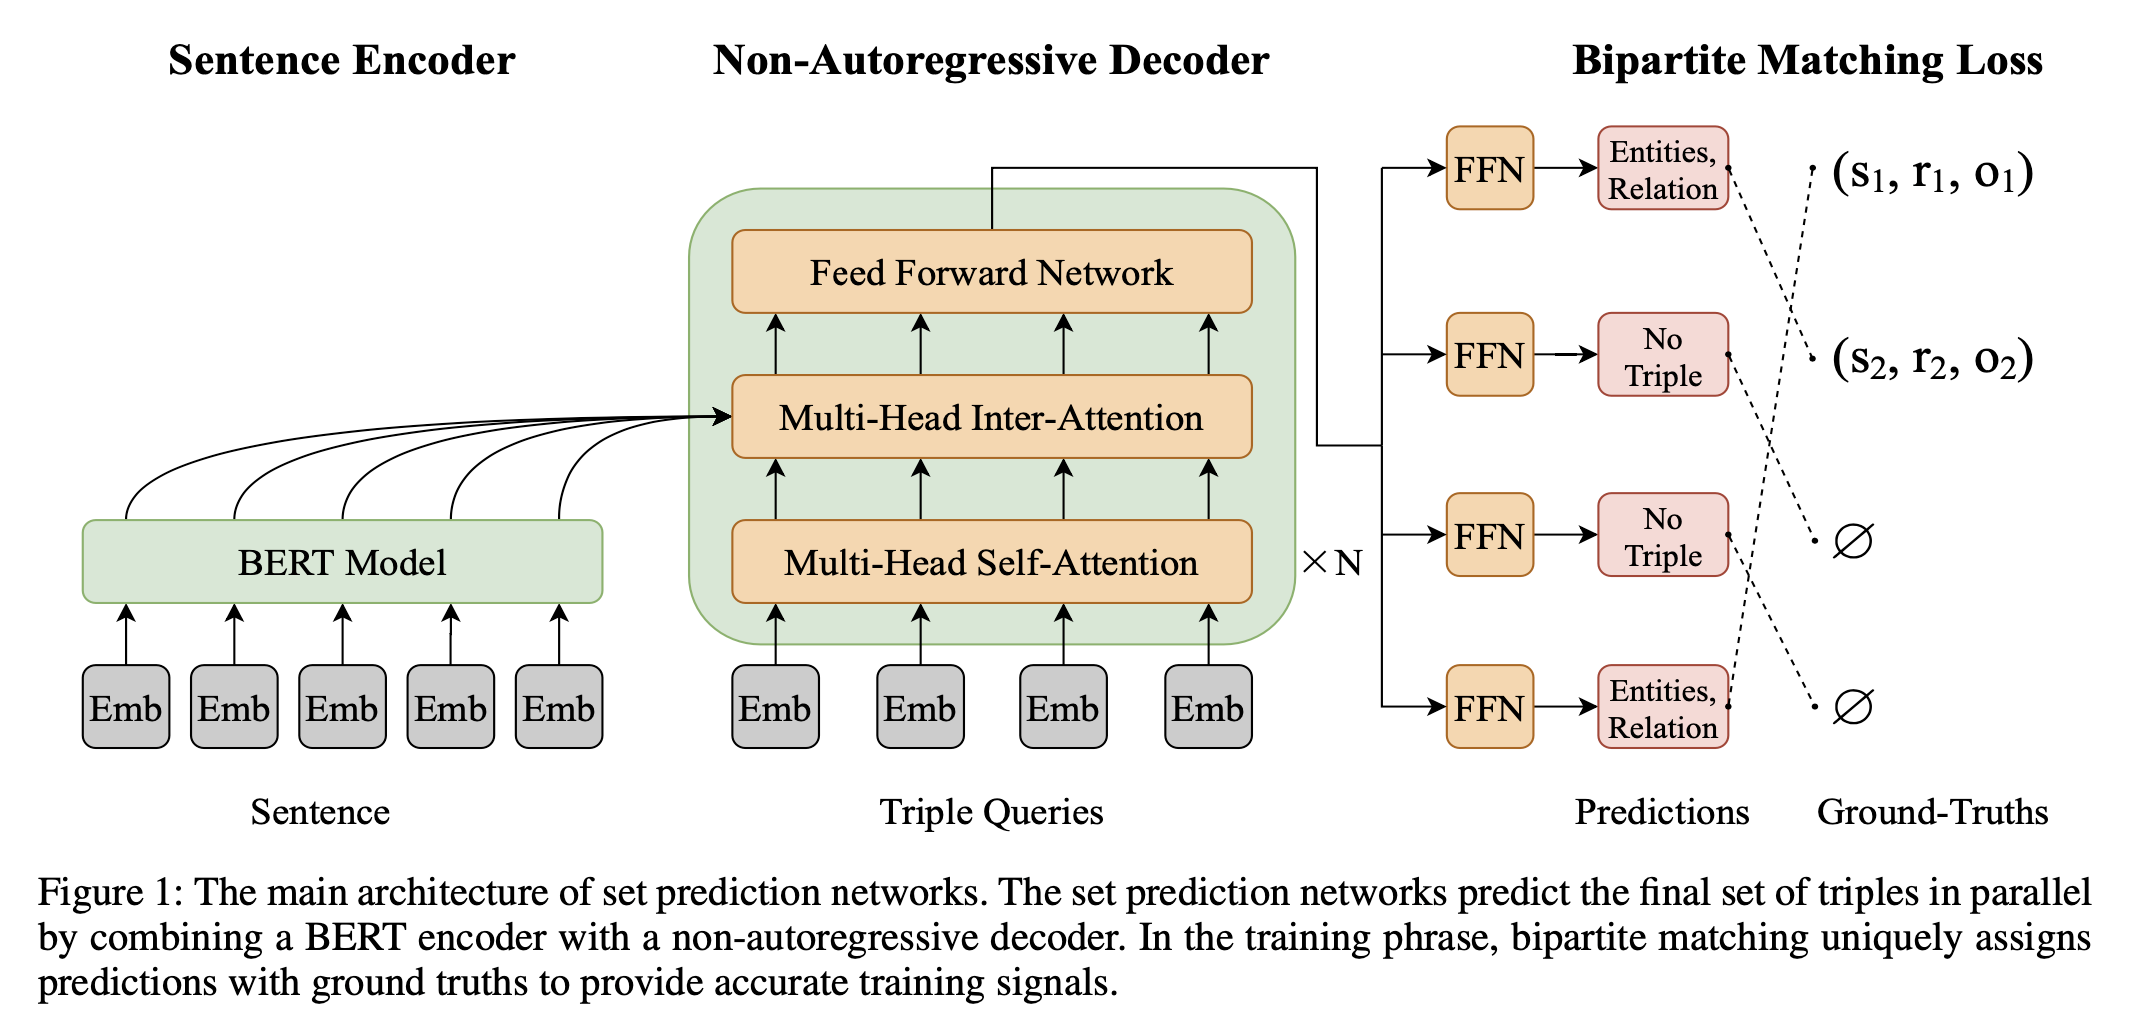 Sentence Encoder
Non-Autoregressive Decoder
Bipartite Matching Loss
BERT Model
Emb Emb Emb Emb Emb
Sentence
Feed Forward Network
Multi-Head Inter-Attention
Multi-Head Self-Attention
×N
Emb Emb Emb Emb
Triple Queries
FFN
Entities,
Relation
(s₁, r₁, o₁)
FFN
No
Triple
(s₂, r₂, o₂)
FFN
No
Triple
∅
FFN
Entities,
Relation
∅
Predictions
Ground-Truths
Figure 1: The main architecture of set prediction networks. The set prediction networks predict the final set of triples in parallel
by combining a BERT encoder with a non-autoregressive decoder. In the training phrase, bipartite matching uniquely assigns
predictions with ground truths to provide accurate training signals.